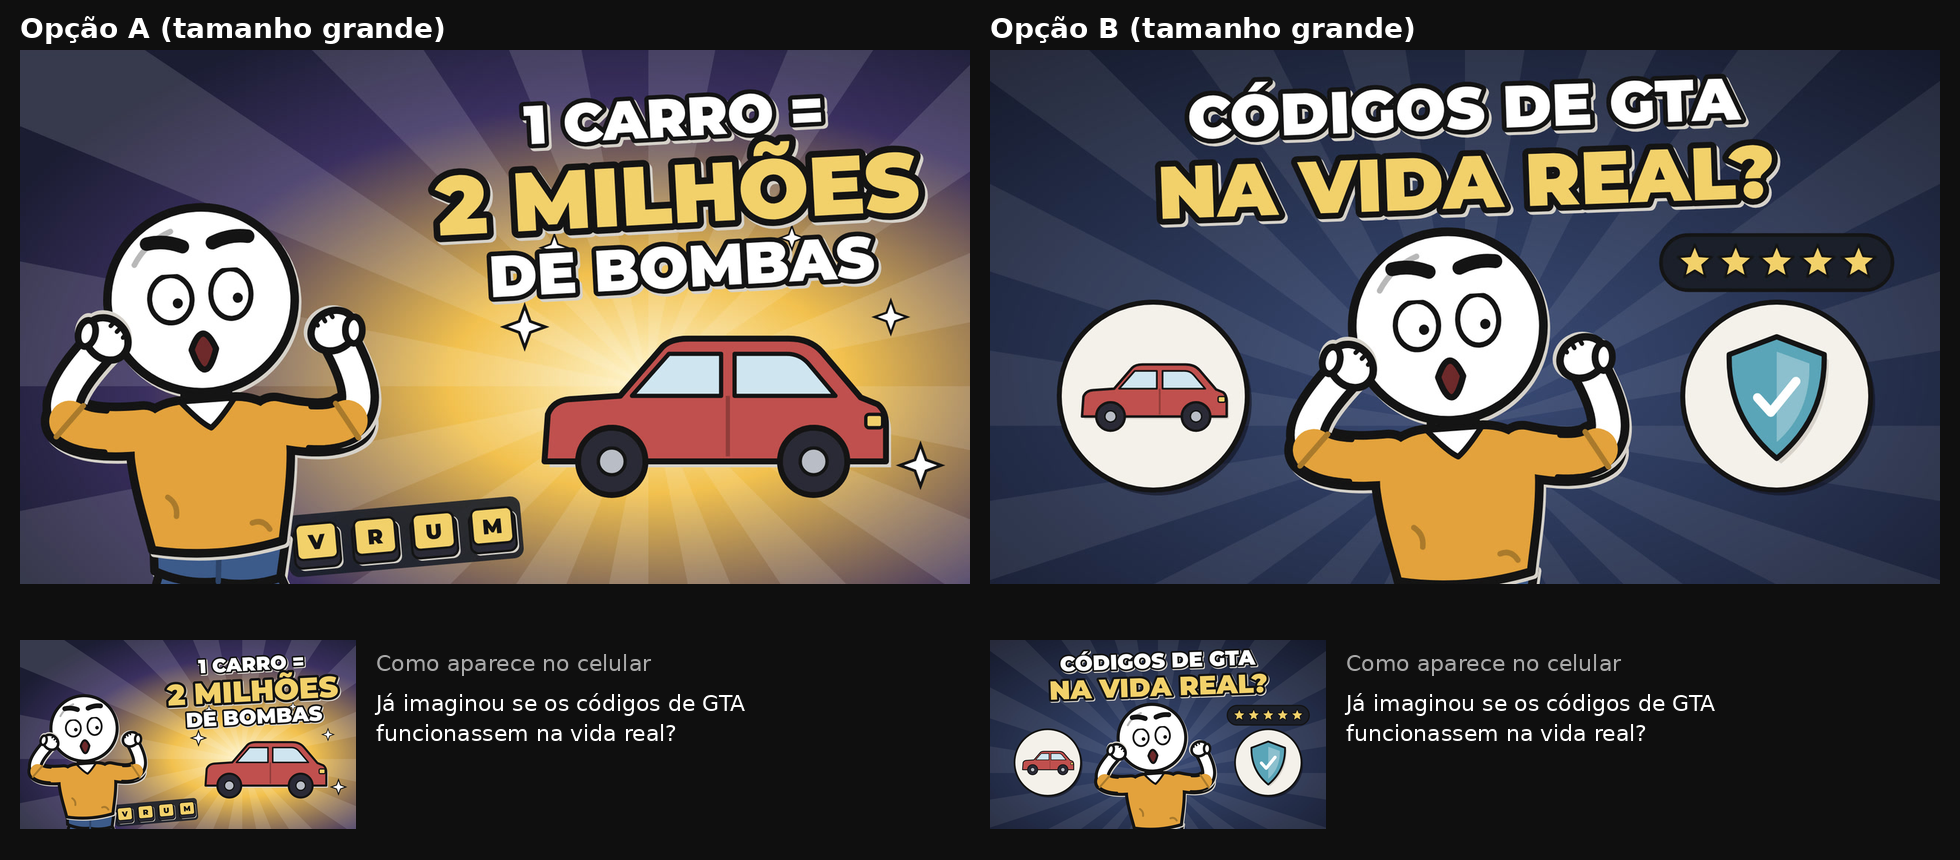 Opção A (tamanho grande)
1 CARRO =
2 MILHÕES
DE BOMBAS
V R U M
Opção B (tamanho grande)
CÓDIGOS DE GTA
NA VIDA REAL?
1 CARRO =
2 MILHÕES
DE BOMBAS
V R U M
Como aparece no celular
Já imaginou se os códigos de GTA
funcionassem na vida real?
CÓDIGOS DE GTA
NA VIDA REAL?
Como aparece no celular
Já imaginou se os códigos de GTA
funcionassem na vida real?